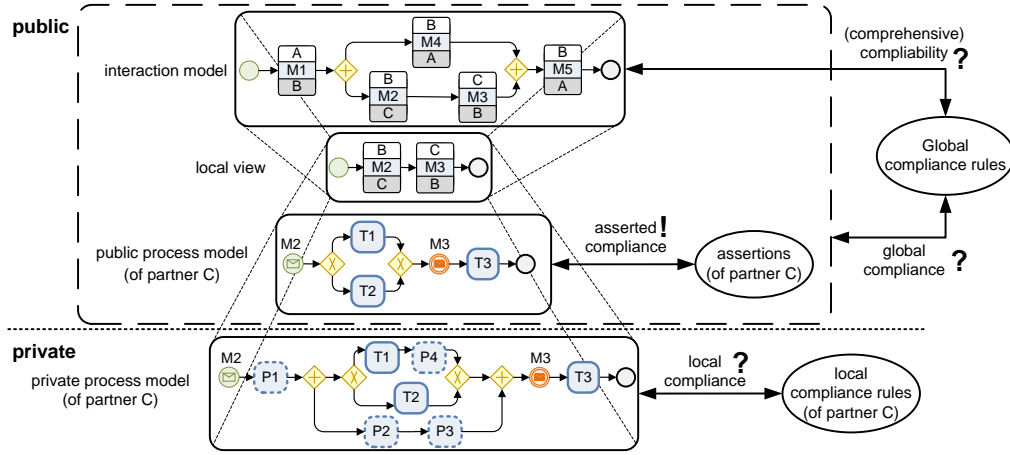 public
interaction model
A
M1
B
B
M4
A
B
M2
C
C
M3
B
B
M5
A
(comprehensive)
compliability ?
Global
compliance rules
local view
B
M2
C
C
M3
B
public process model
(of partner C)
M2
T1
T2
M3
T3
asserted !
compliance
assertions
(of partner C)
global
compliance ?
private
private process model
(of partner C)
M2
P1
T1
P4
T2
P2
P3
M3
T3
local ?
compliance
local
compliance rules
(of partner C)